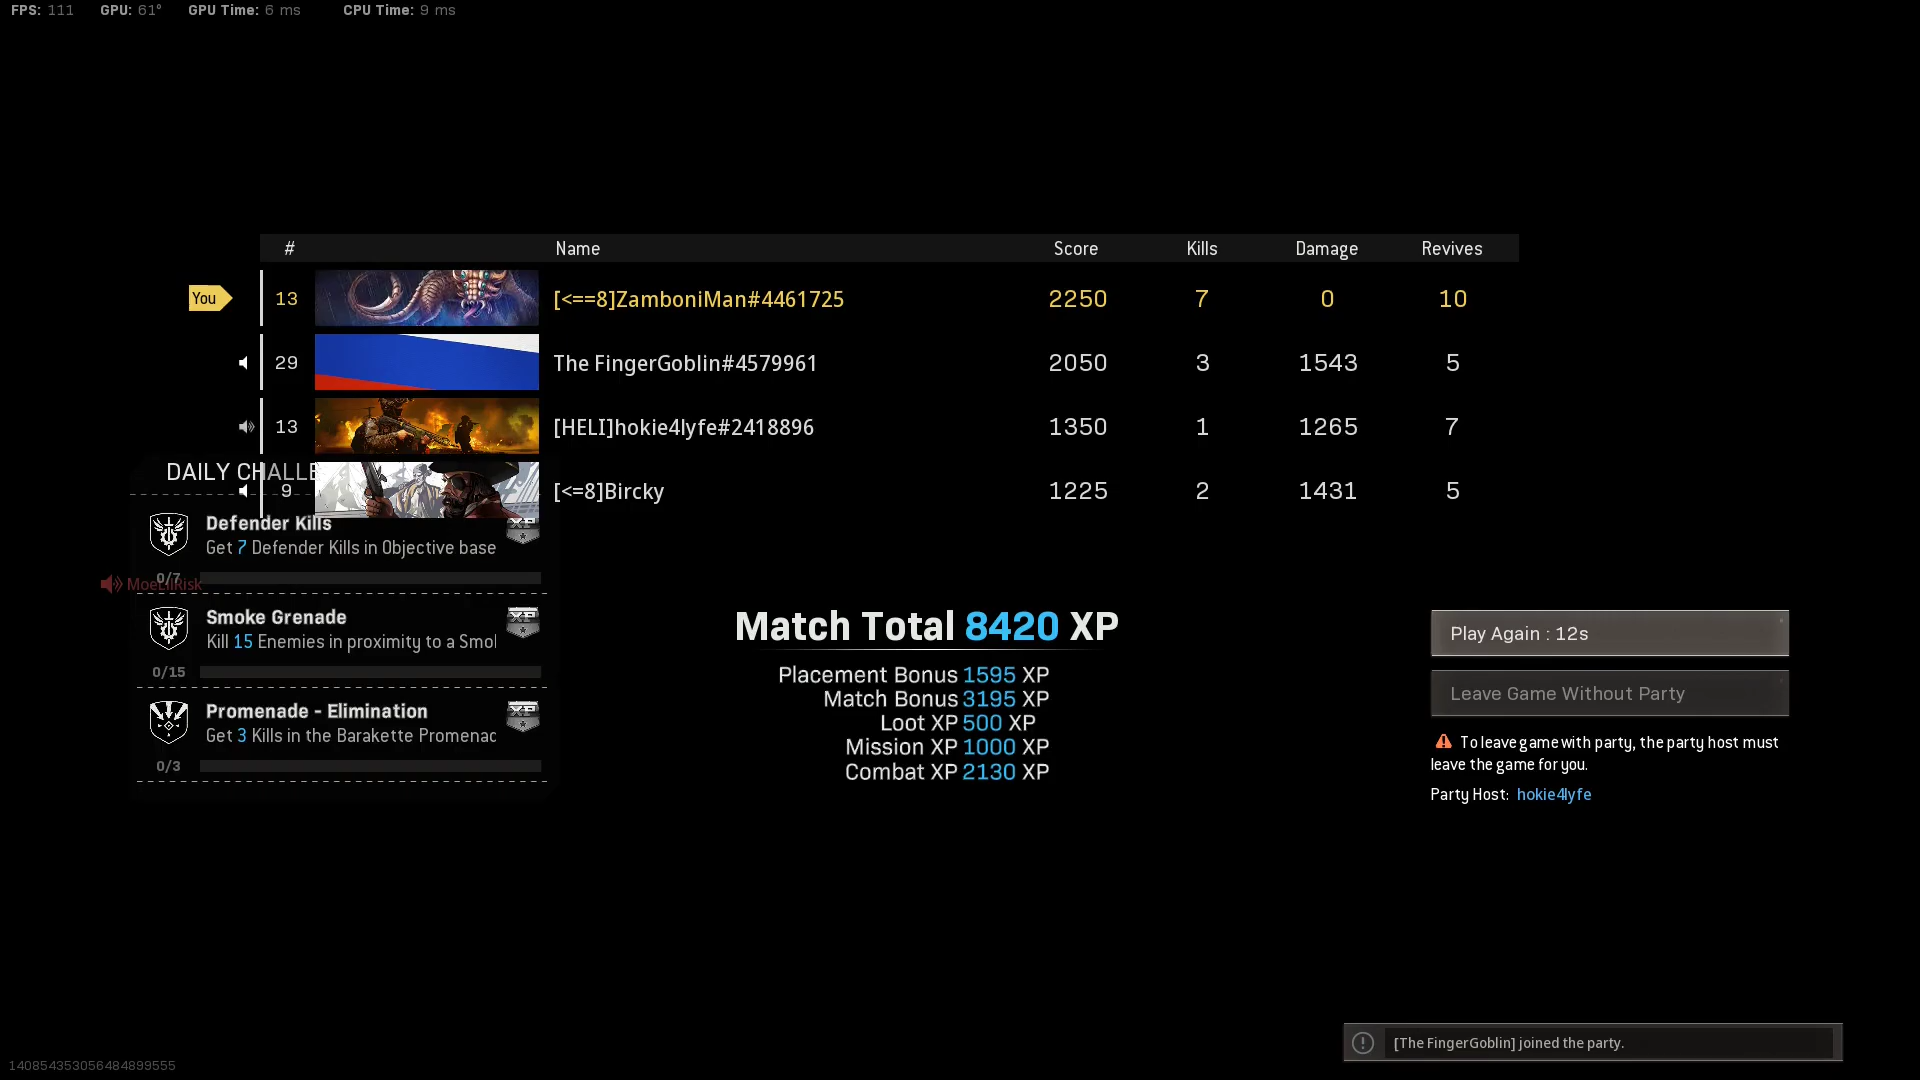 FPS: 111 GPU: 61° GPU Time: 6 ms CPU Time: 9 ms
# Name Score Kills Damage Revives
You 13 [<==8]ZamboniMan#4461725 2250 7 0 10
29 The FingerGoblin#4579961 2050 3 1543 5
13 [HELI]hokie4lyfe#2418896 1350 1 1265 7
9 [<=8]Bircky 1225 2 1431 5
DAILY CHALLE
Defender Kills
Get 7 Defender Kills in Objective base
XP
0/7
MoeLilRisk
Smoke Grenade
Kill 15 Enemies in proximity to a Smol
XP
0/15
Promenade - Elimination
Get 3 Kills in the Barakette Promenac
XP
0/3
Match Total 8420 XP
Placement Bonus 1595 XP
Match Bonus 3195 XP
Loot XP 500 XP
Mission XP 1000 XP
Combat XP 2130 XP
Play Again : 12s
Leave Game Without Party
To leave game with party, the party host must
leave the game for you.
Party Host: hokie4lyfe
[The FingerGoblin] joined the party.
140854353056484899555